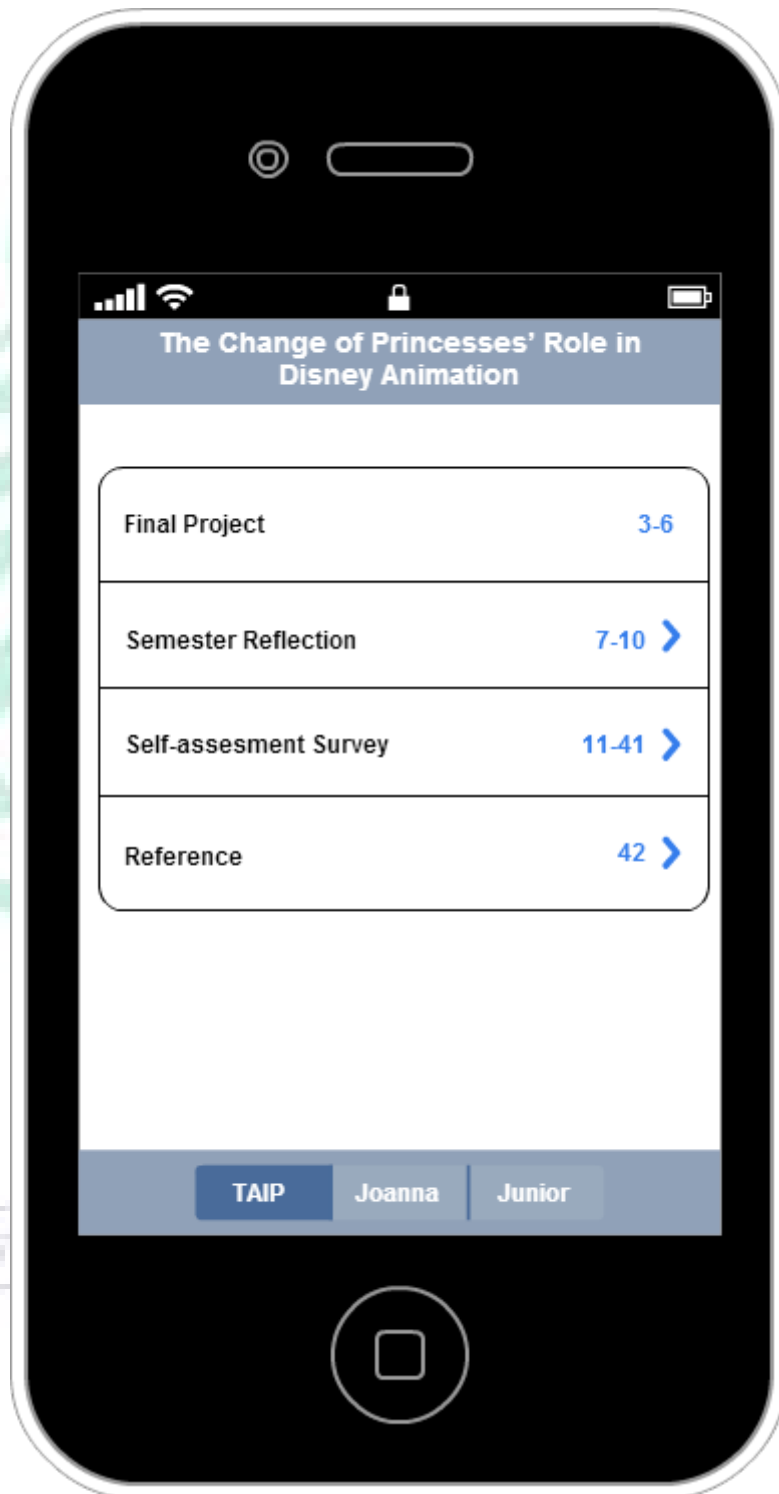 The Change of Princesses’ Role in
Disney Animation
Final Project 3-6
Semester Reflection 7-10
Self-assesment Survey 11-41
Reference 42
TAIP Joanna Junior